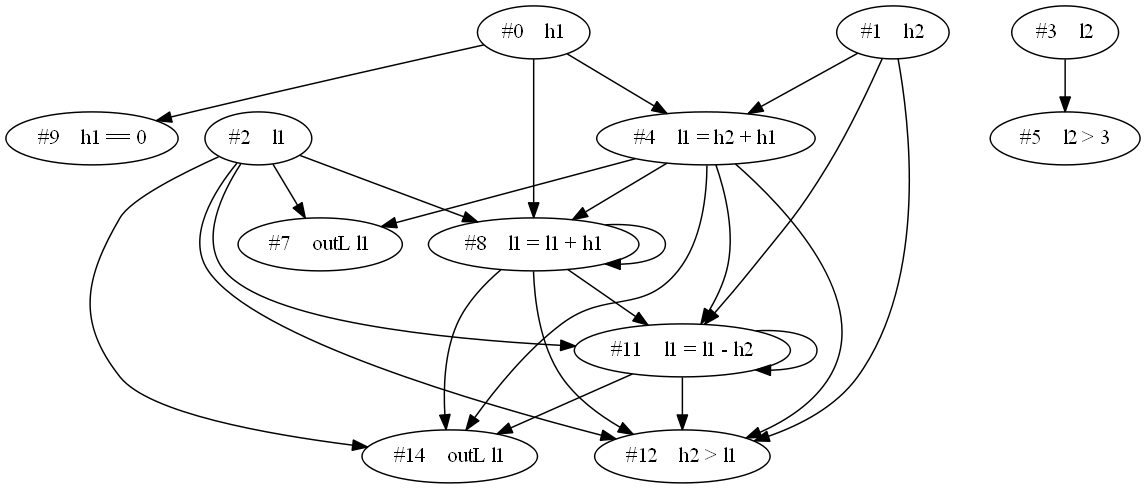 #0 h1
#1 h2
#3 l2
#9 h1 == 0
#2 l1
#4 l1 = h2 + h1
#5 l2 > 3
#7 outL l1
#8 l1 = l1 + h1
#11 l1 = l1 - h2
#14 outL l1
#12 h2 > l1